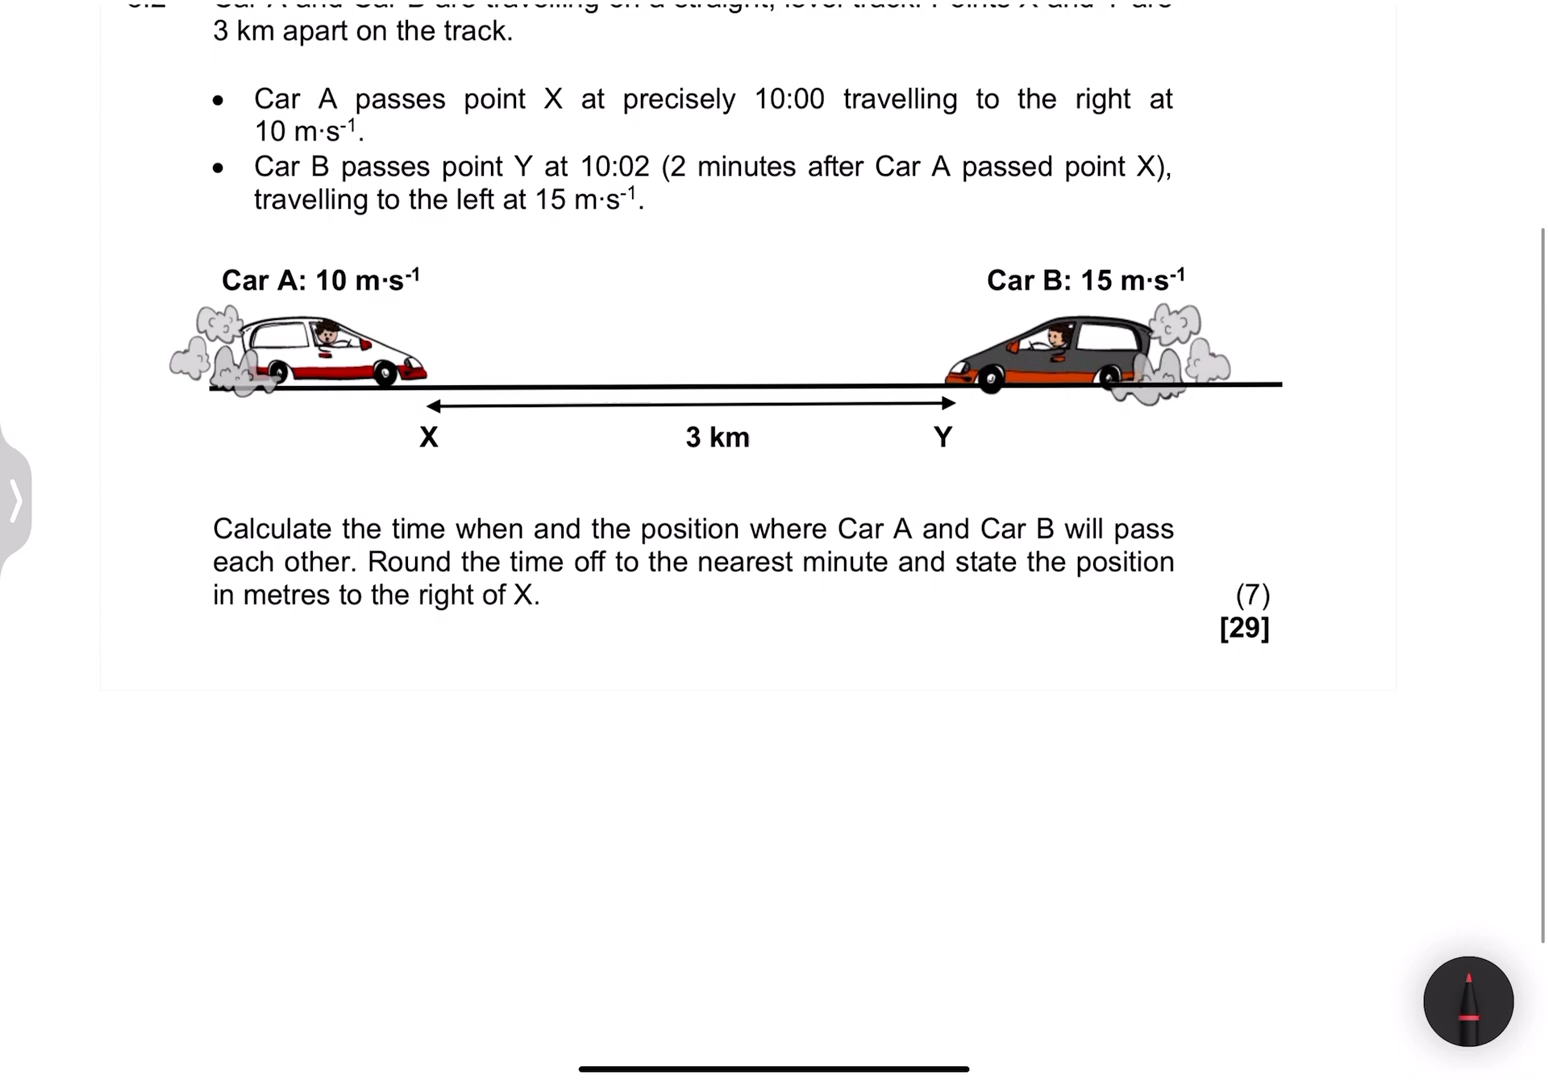 3 km apart on the track.
• Car A passes point X at precisely 10:00 travelling to the right at
10 m·s⁻¹.
• Car B passes point Y at 10:02 (2 minutes after Car A passed point X),
travelling to the left at 15 m·s⁻¹.
Car A: 10 m·s⁻¹
Car B: 15 m·s⁻¹
X
3 km
Y
Calculate the time when and the position where Car A and Car B will pass
each other. Round the time off to the nearest minute and state the position
in metres to the right of X.
(7)
[29]